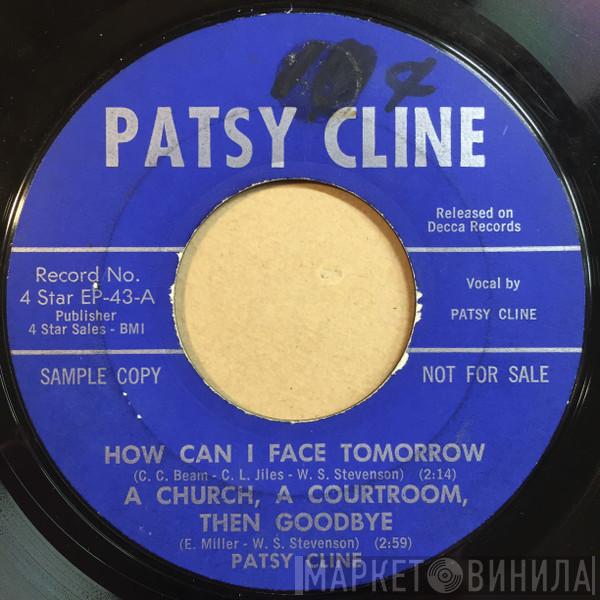 10¢
PATSY CLINE
Released on
Decca Records
Record No.
4 Star EP-43-A
Publisher
4 Star Sales - BMI
Vocal by
PATSY CLINE
SAMPLE COPY
NOT FOR SALE
HOW CAN I FACE TOMORROW
(C. C. Beam - C. L. Jiles - W. S. Stevenson) (2:14)
A CHURCH, A COURTROOM,
THEN GOODBYE
(E. Miller - W. S. Stevenson) (2:59)
PATSY CLINE
МАРКЕТ ВИНИЛА